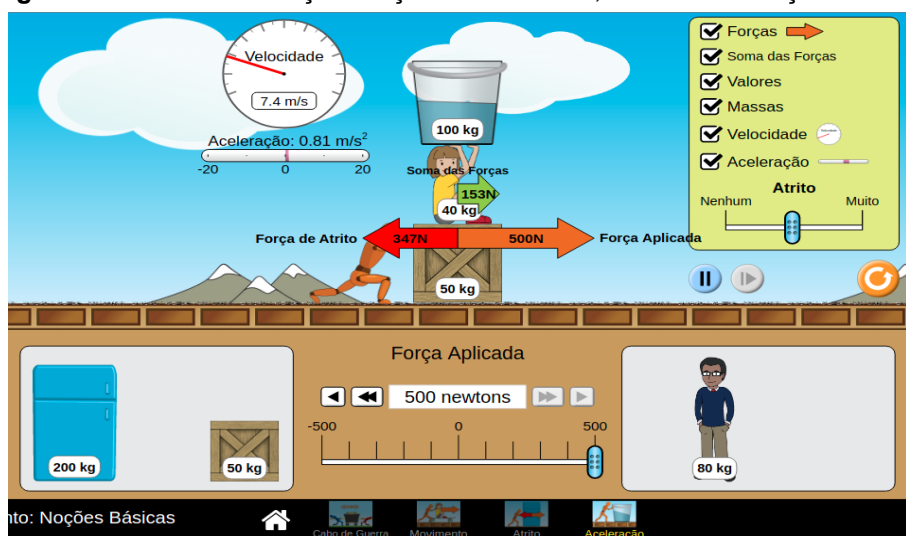 Velocidade
7.4 m/s
Aceleração: 0.81 m/s²
-20 0 20
100 kg
Soma das Forças
153N
40 kg
Força de Atrito
347N
500N
Força Aplicada
50 kg
Forças
Soma das Forças
Valores
Massas
Velocidade
Aceleração
Atrito
Nenhum
Muito
200 kg
50 kg
Força Aplicada
500 newtons
-500 0 500
80 kg
nto: Noções Básicas
Cabo de Guerra
Movimento
Atrito
Aceleração